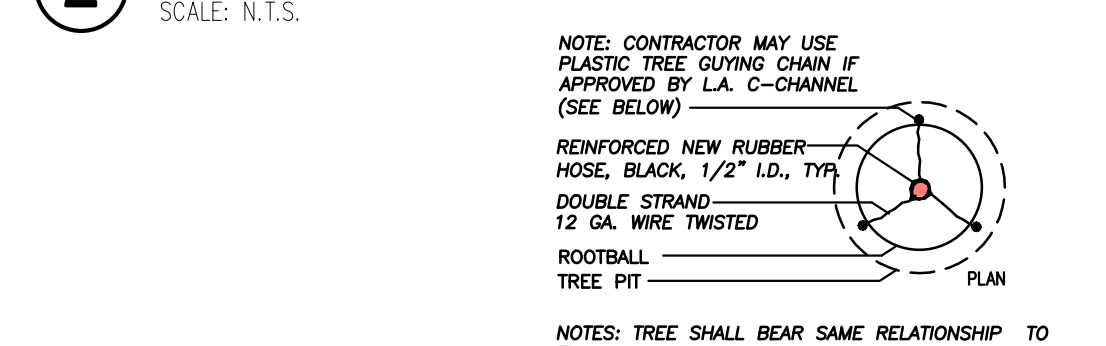 SCALE: N.T.S.
NOTE: CONTRACTOR MAY USE
PLASTIC TREE GUYING CHAIN IF
APPROVED BY L.A. C-CHANNEL
(SEE BELOW)
REINFORCED NEW RUBBER
HOSE, BLACK, 1/2" I.D., TYP.
DOUBLE STRAND
12 GA. WIRE TWISTED
ROOTBALL
TREE PIT
PLAN
NOTES: TREE SHALL BEAR SAME RELATIONSHIP TO